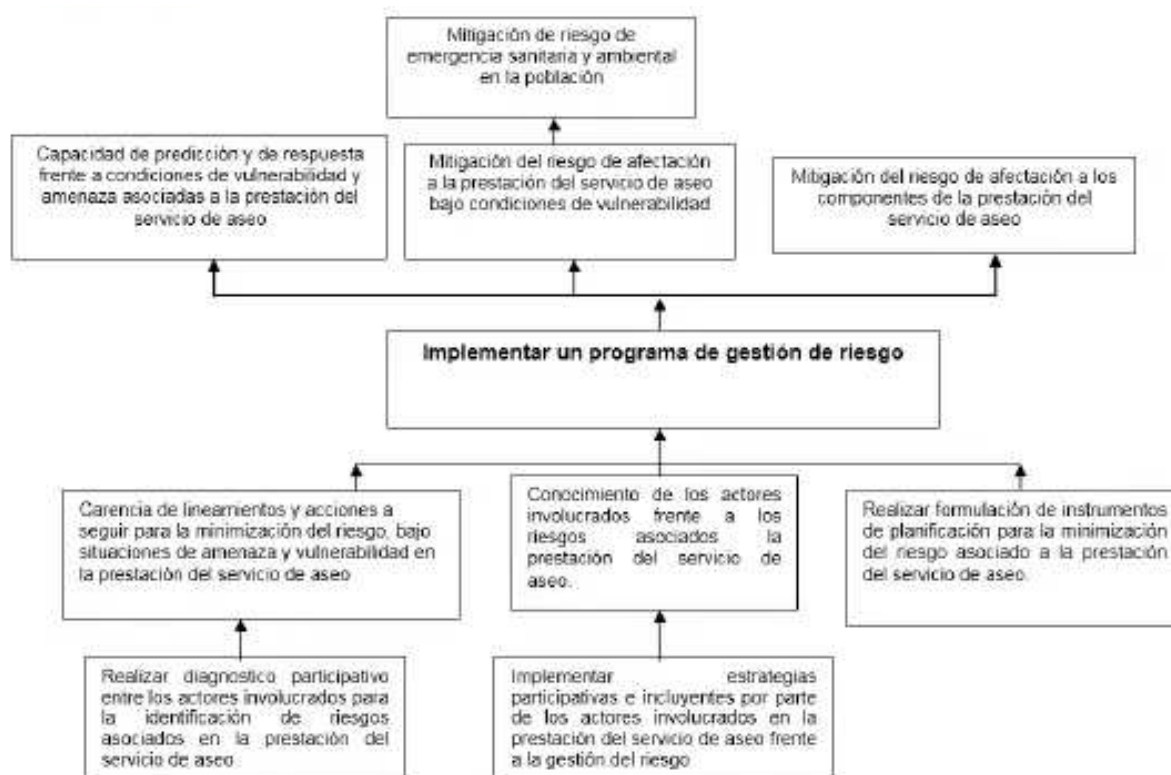 Mitigación de riesgo de
emergencia sanitaria y ambiental
en la población
Capacidad de predicción y de respuesta
frente a condiciones de vulnerabilidad y
amenaza asociadas a la prestación del
servicio de aseo
Mitigación del riesgo de afectación
a la prestación del servicio de aseo
bajo condiciones de vulnerabilidad
Mitigación del riesgo de afectación a los
componentes de la prestación del
servicio de aseo
Implementar un programa de gestión de riesgo
Carencia de lineamientos y acciones a
seguir para la minimización del riesgo, bajo
situaciones de amenaza y vulnerabilidad en
la prestación del servicio de aseo
Conocimiento de los actores
involucrados frente a los
riesgos asociados la
prestación del servicio de
aseo.
Realizar formulación de instrumentos
de planificación para la minimización
del riesgo asociado a la prestación
del servicio de aseo.
Realizar diagnostico participativo
entre los actores involucrados para
la identificación de riesgos
asociados en la prestación del
servicio de aseo
Implementar estrategias
participativas e incluyentes por parte
de los actores involucrados en la
prestación del servicio de aseo frente
a la gestión del riesgo